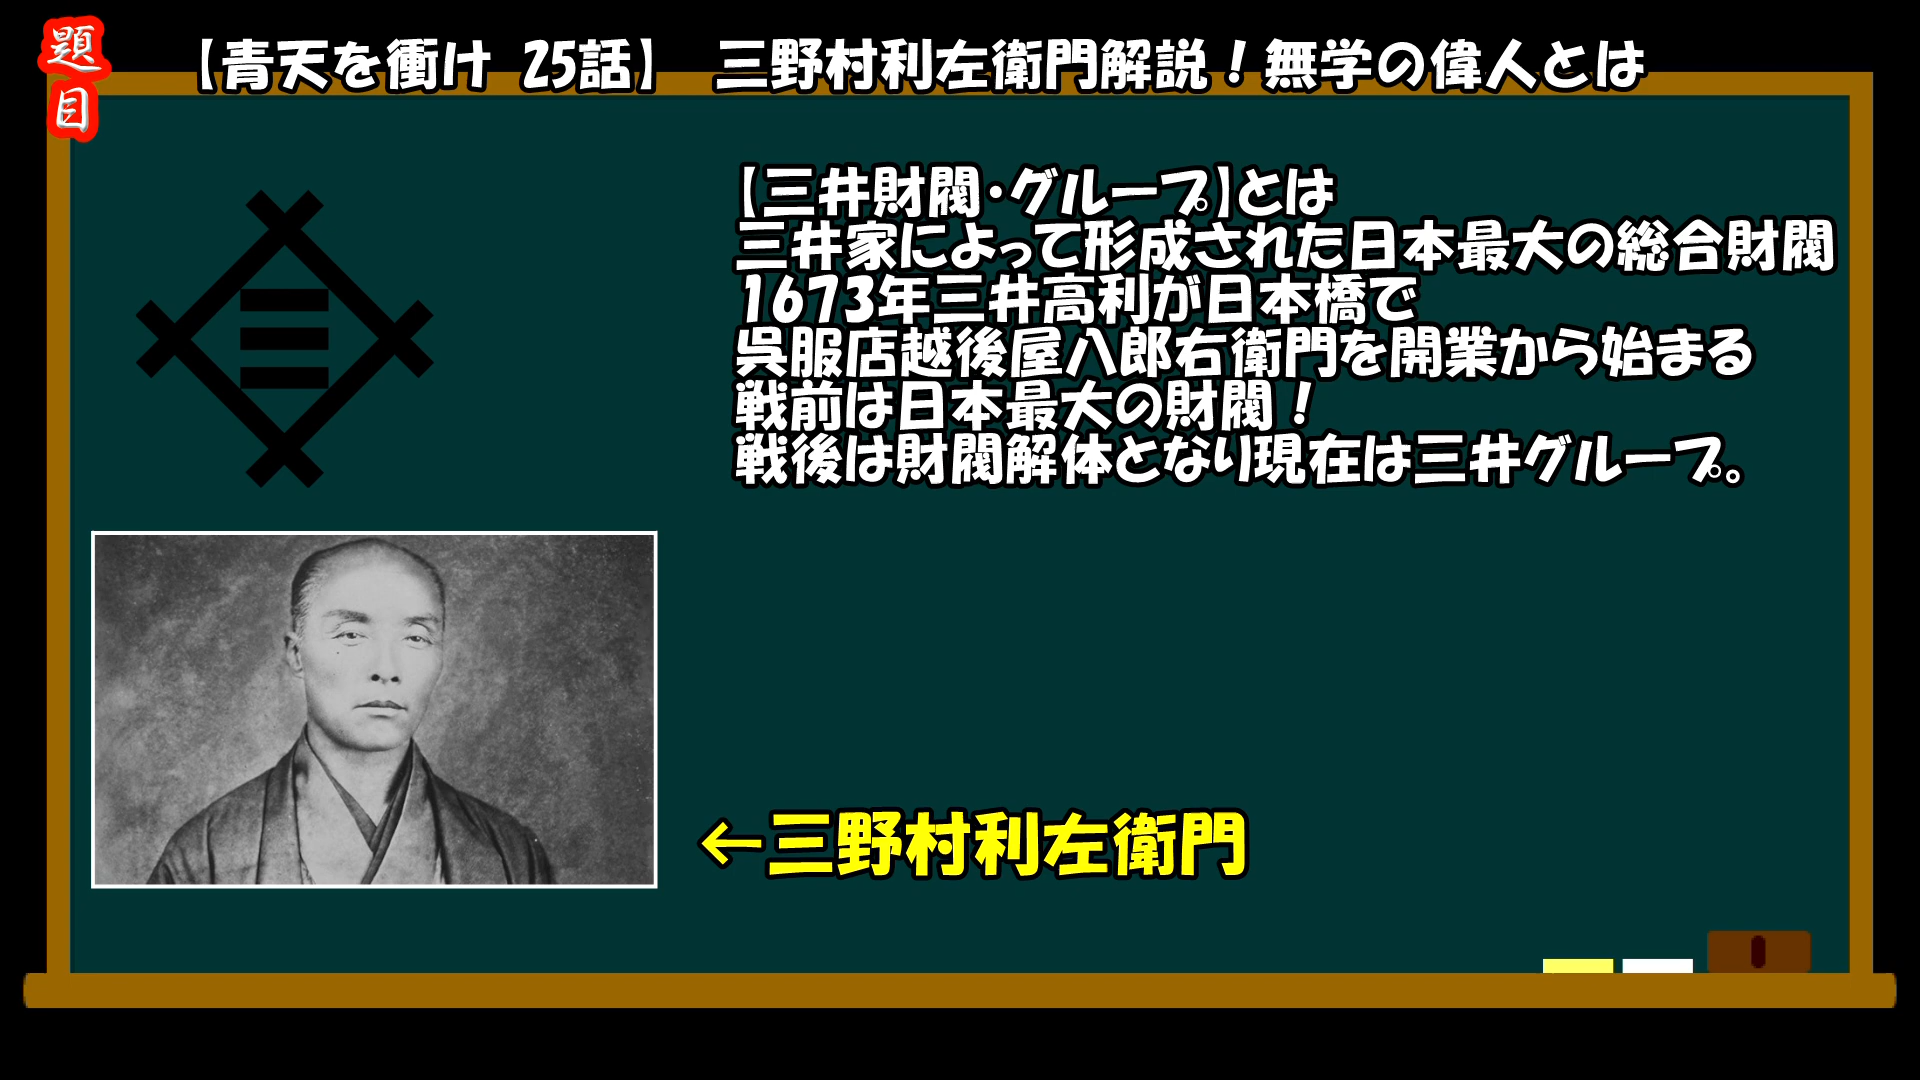 題目
【青天を衝け 25話】 三野村利左衛門解説！無学の偉人とは
【三井財閥・グループ】とは
三井家によって形成された日本最大の総合財閥
1673年三井高利が日本橋で
呉服店越後屋八郎右衛門を開業から始まる
戦前は日本最大の財閥！
戦後は財閥解体となり現在は三井グループ。
←三野村利左衛門